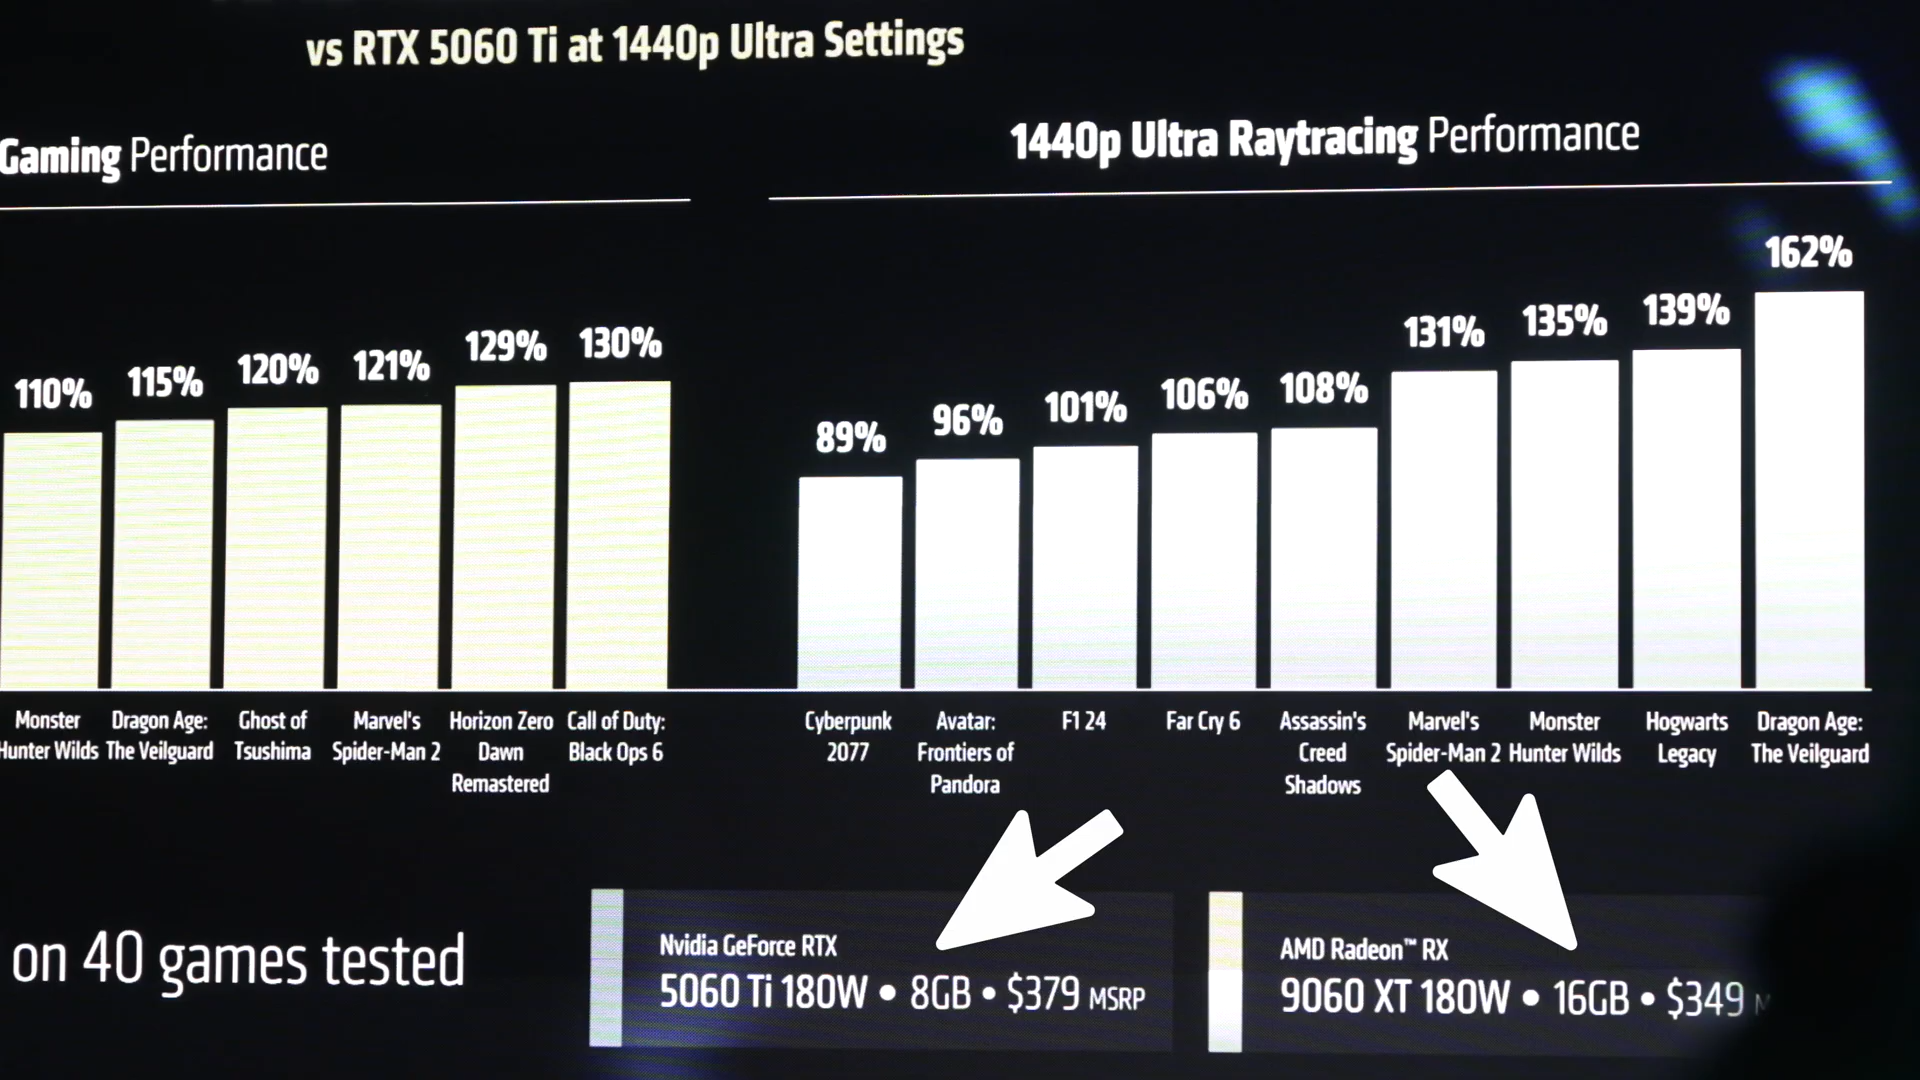 vs RTX 5060 Ti at 1440p Ultra Settings
Gaming Performance
110%
115%
120%
121%
129%
130%
Monster
Hunter Wilds
Dragon Age:
The Veilguard
Ghost of
Tsushima
Marvel's
Spider-Man 2
Horizon Zero
Dawn
Remastered
Call of Duty:
Black Ops 6
1440p Ultra Raytracing Performance
89%
96%
101%
106%
108%
131%
135%
139%
162%
Cyberpunk
2077
Avatar:
Frontiers of
Pandora
F1 24
Far Cry 6
Assassin's
Creed
Shadows
Marvel's
Spider-Man 2
Monster
Hunter Wilds
Hogwarts
Legacy
Dragon Age:
The Veilguard
on 40 games tested
Nvidia GeForce RTX
5060 Ti 180W • 8GB • $379 MSRP
AMD Radeon™ RX
9060 XT 180W • 16GB • $349